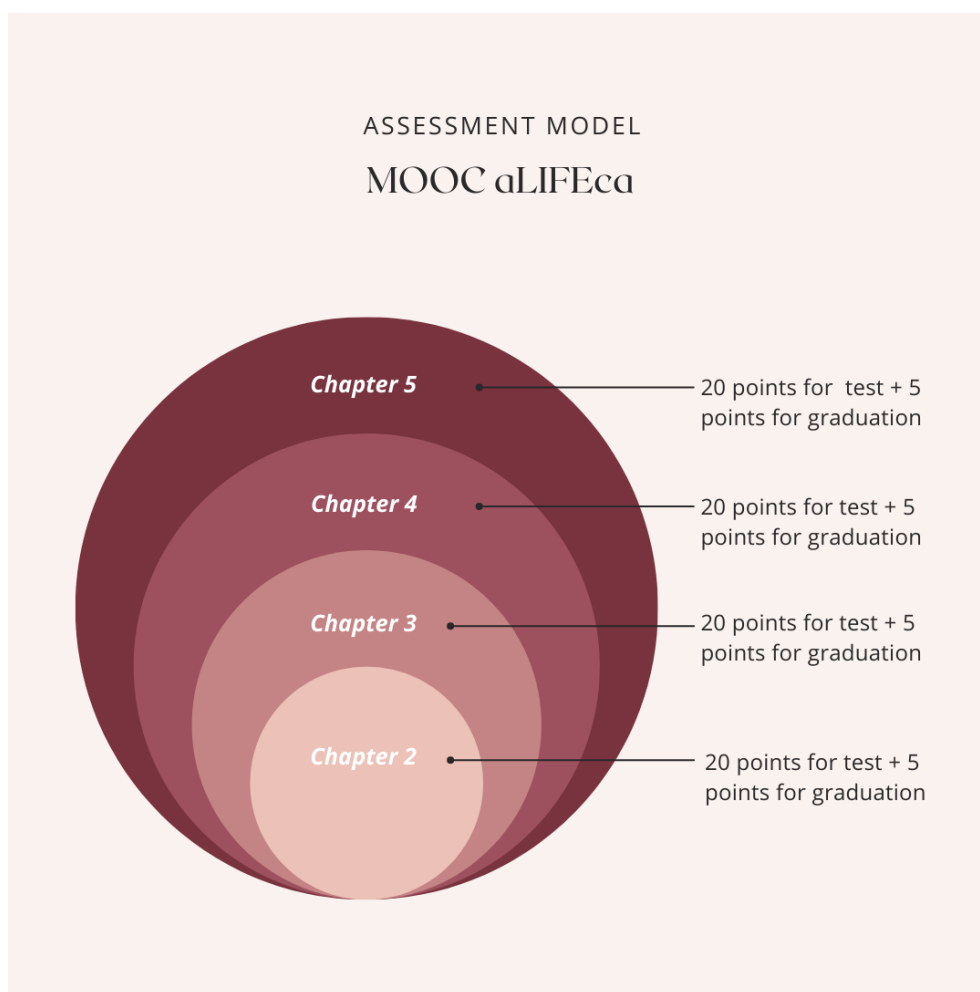 ASSESSMENT MODEL
MOOC aLIFEca
Chapter 5
20 points for  test + 5
points for graduation
Chapter 4
20 points for test + 5
points for graduation
Chapter 3
20 points for test + 5
points for graduation
Chapter 2
20 points for test + 5
points for graduation